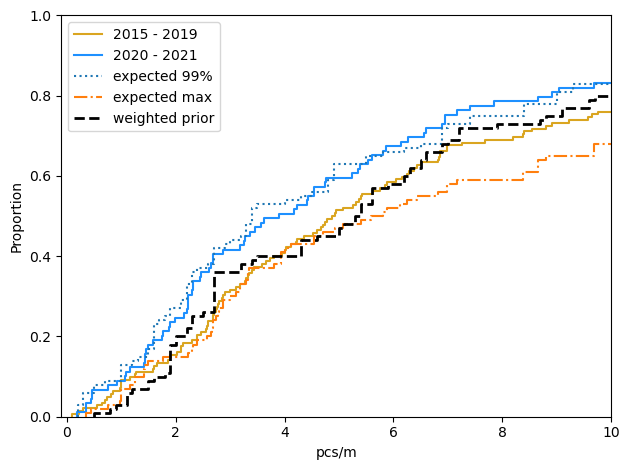 1.0
0.8
0.6
0.4
0.2
0.0
Proportion
2015 - 2019
2020 - 2021
expected 99%
expected max
weighted prior
0 2 4 6 8 10
pcs/m